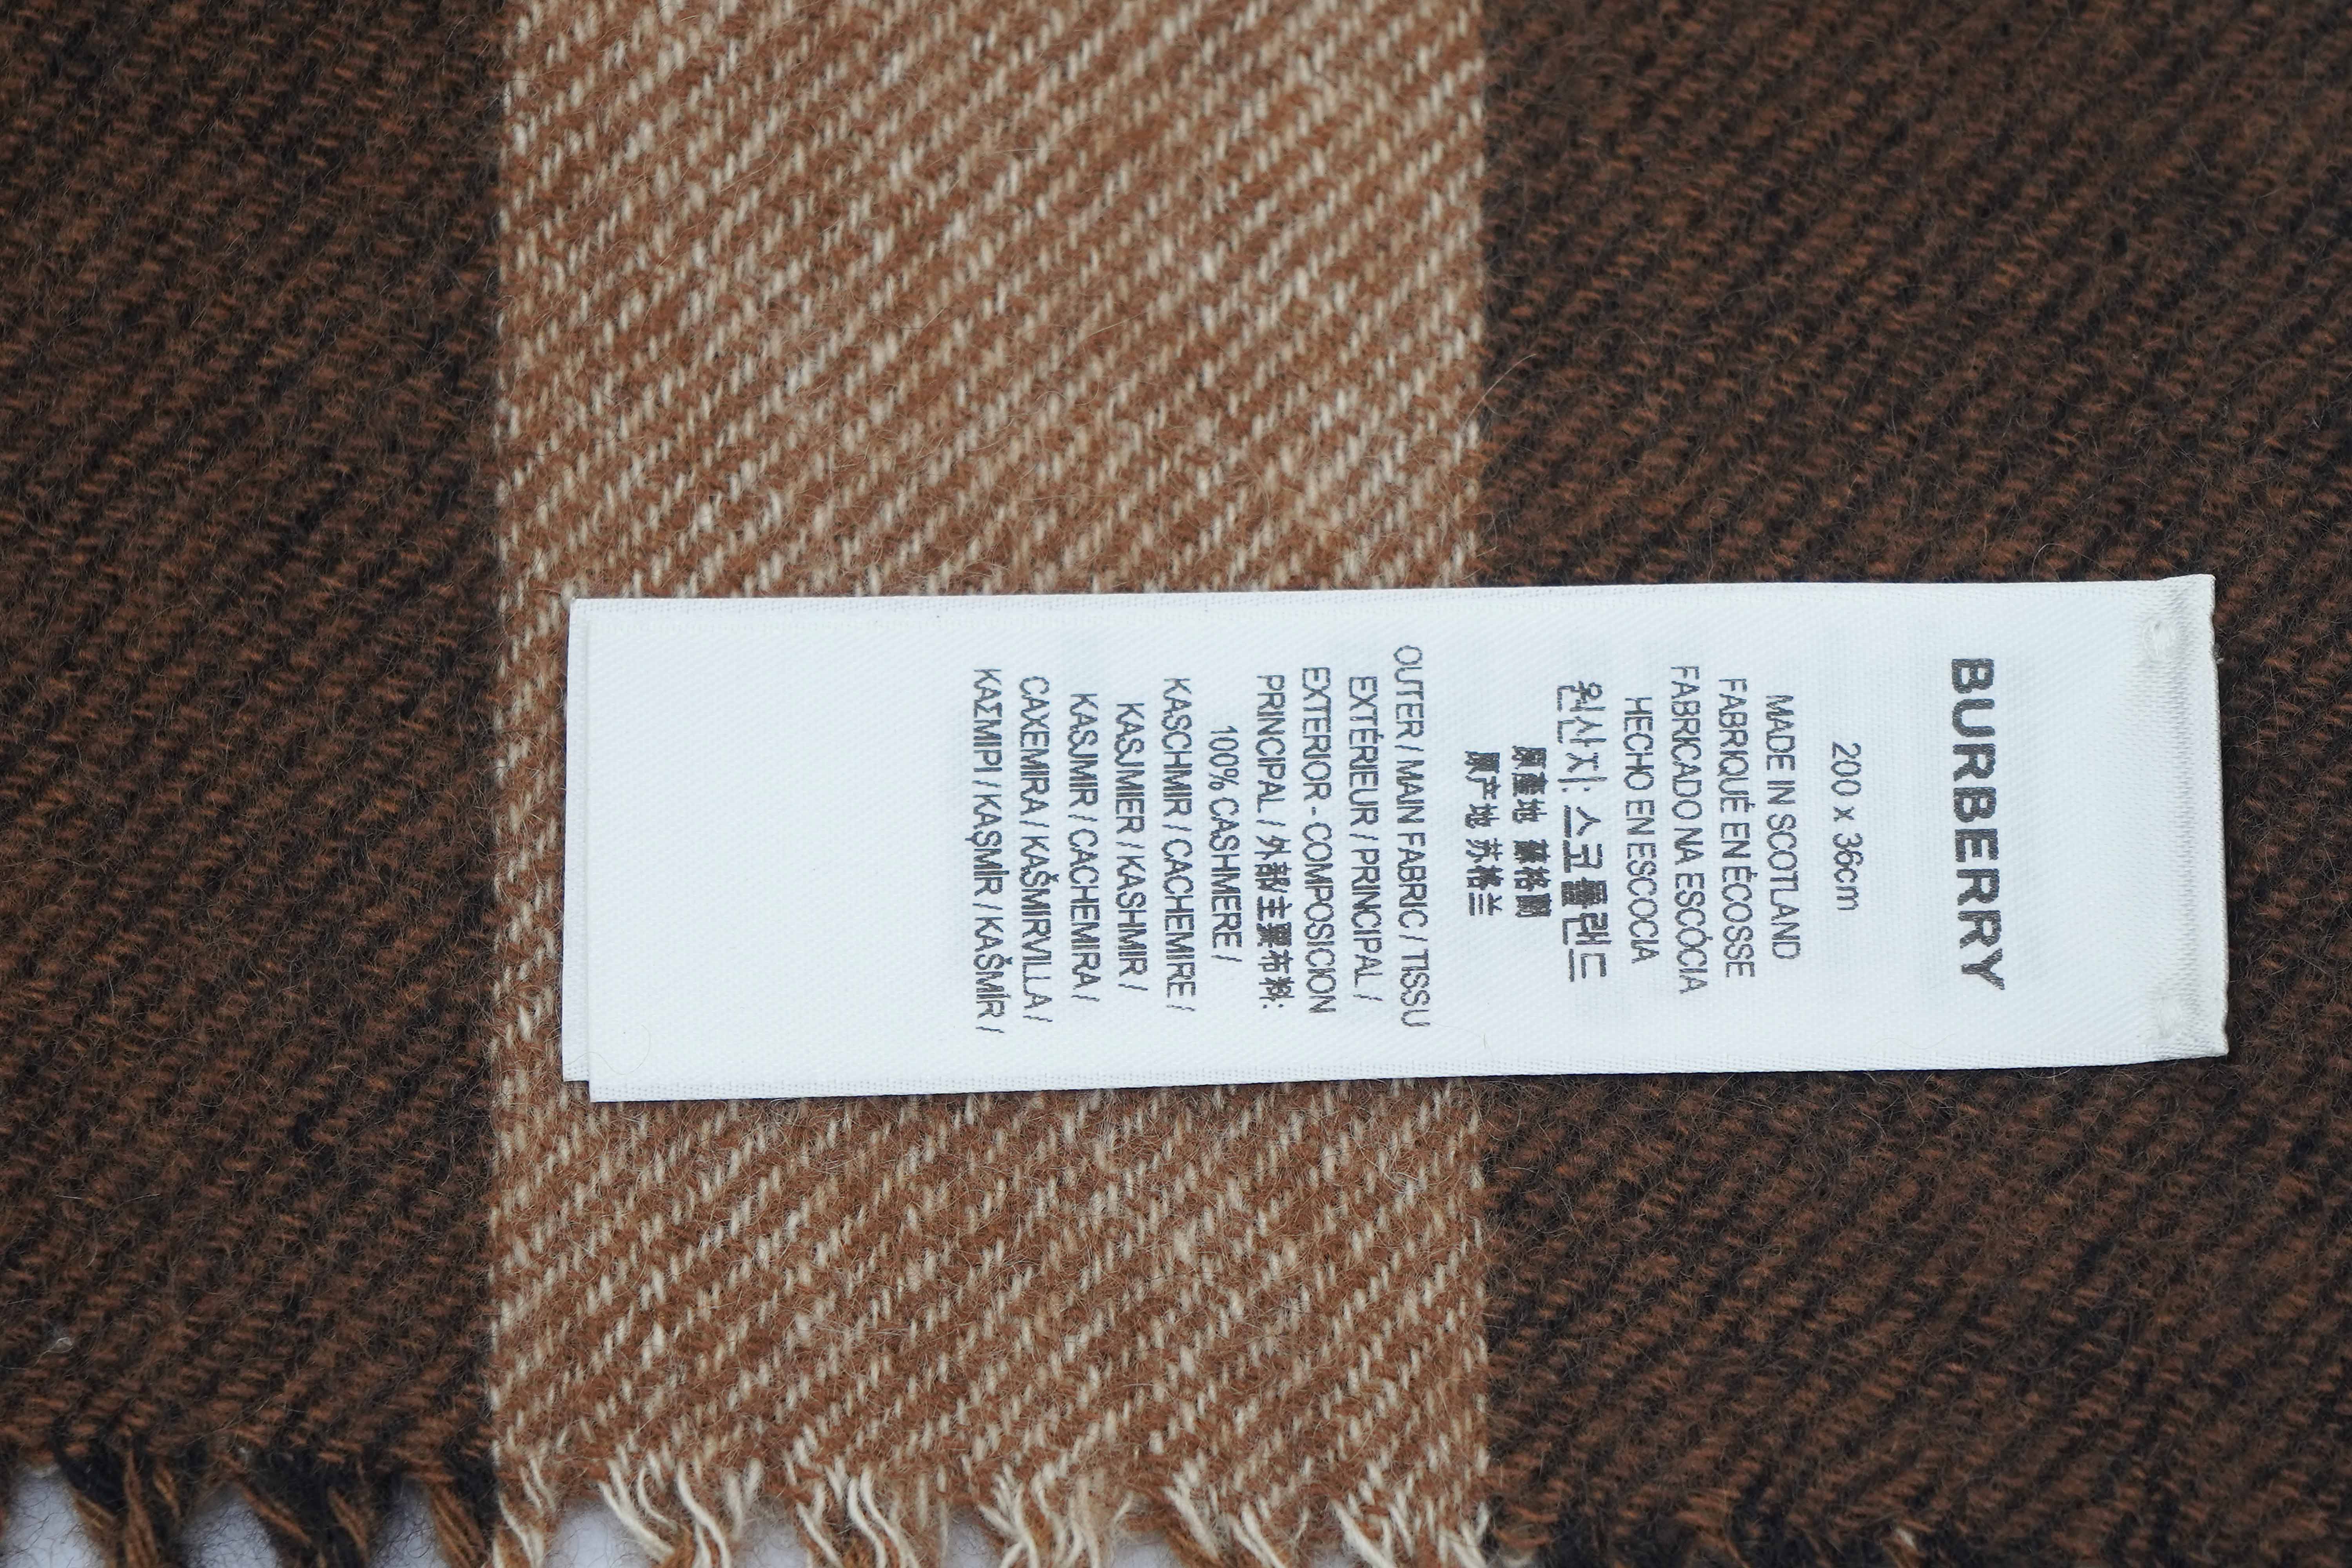 BURBERRY
200 x 36cm
MADE IN SCOTLAND
FABRIQUÉ EN ÉCOSSE
FABRICADO NA ESCÓCIA
HECHO EN ESCOCIA
원산지: 스코틀랜드
原產地 蘇格蘭
原产地 苏格兰
OUTER / MAIN FABRIC / TISSU
EXTÉRIEUR / PRINCIPAL /
EXTERIOR - COMPOSICION
PRINCIPAL / 外部/主要布料:
100% CASHMERE /
KASCHMIR / CACHEMIRE /
KASJMIER / KASHMIR /
KASJMIR / CACHEMIRA /
CAXEMIRA / KAŠMIRVILLA /
ΚΑΣΜΙΡΙ / KAŞMİR / KAŠMÍR /